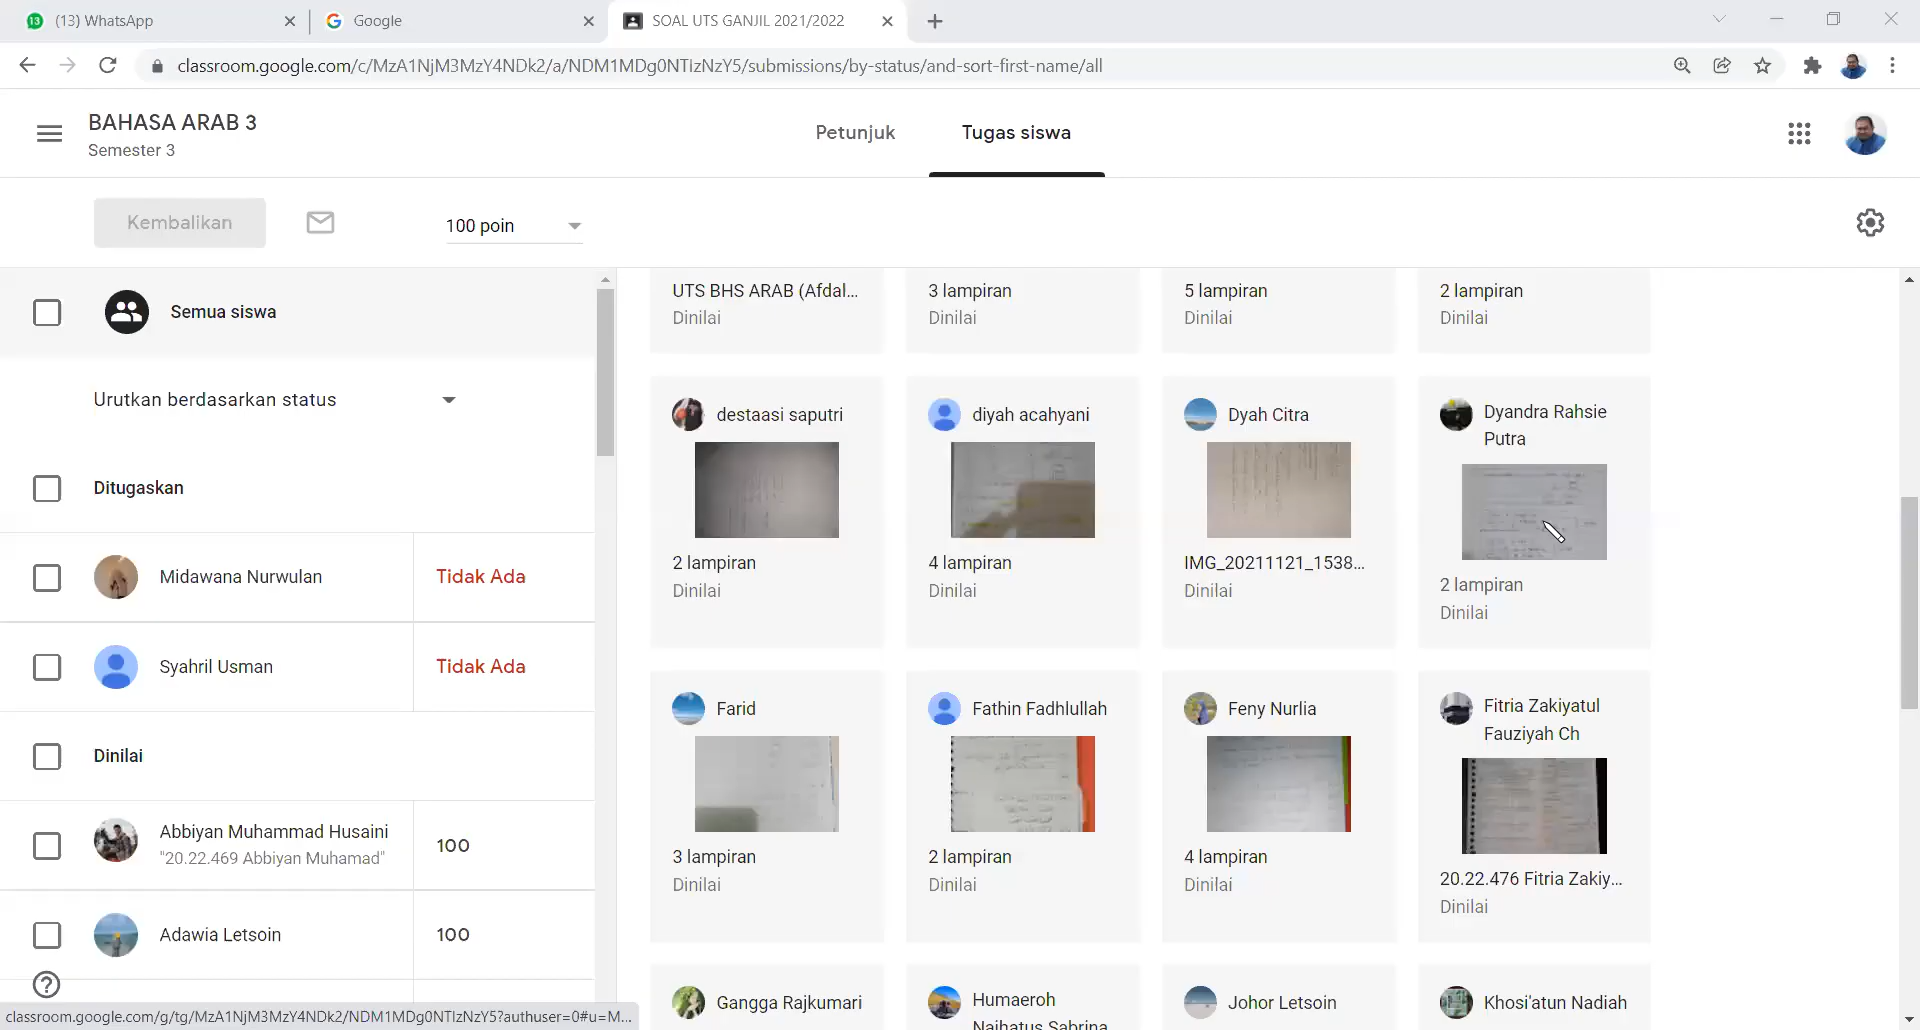 (13) WhatsApp
Google
SOAL UTS GANJIL 2021/2022
classroom.google.com/c/MzA1NjM3MzY4NDk2/a/NDM1MDg0NTIzNzY5/submissions/by-status/and-sort-first-name/all
BAHASA ARAB 3
Semester 3
Petunjuk
Tugas siswa
Kembalikan
100 poin
Semua siswa
Urutkan berdasarkan status
Ditugaskan
Midawana Nurwulan
Tidak Ada
Syahril Usman
Tidak Ada
Dinilai
Abbiyan Muhammad Husaini
"20.22.469 Abbiyan Muhamad"
100
Adawia Letsoin
100
UTS BHS ARAB (Afdal...
Dinilai
3 lampiran
Dinilai
5 lampiran
Dinilai
2 lampiran
Dinilai
destaasi saputri
2 lampiran
Dinilai
diyah acahyani
4 lampiran
Dinilai
Dyah Citra
IMG_20211121_1538...
Dinilai
Dyandra Rahsie
Putra
2 lampiran
Dinilai
Farid
3 lampiran
Dinilai
Fathin Fadhlullah
2 lampiran
Dinilai
Feny Nurlia
4 lampiran
Dinilai
Fitria Zakiyatul
Fauziyah Ch
20.22.476 Fitria Zakiy...
Dinilai
Gangga Rajkumari
Humaeroh
Naihatus Sabrina
Johor Letsoin
Khosi'atun Nadiah
classroom.google.com/g/tg/MzA1NjM3MzY4NDk2/NDM1MDg0NTIzNzY5?authuser=0#u=M...